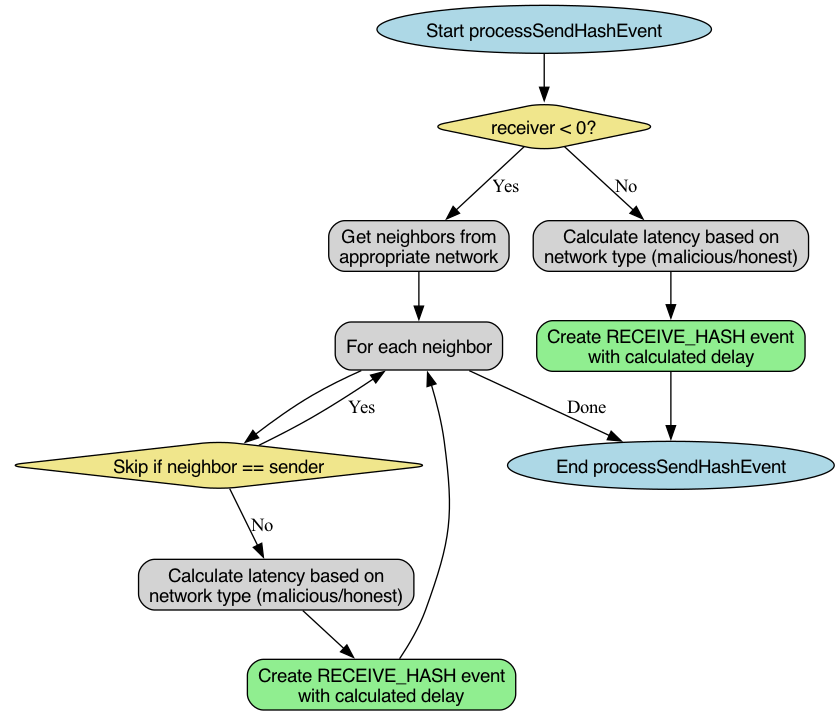 Start processSendHashEvent
receiver < 0?
Yes
No
Get neighbors from
appropriate network
Calculate latency based on
network type (malicious/honest)
For each neighbor
Create RECEIVE_HASH event
with calculated delay
Yes
Done
Skip if neighbor == sender
End processSendHashEvent
No
Calculate latency based on
network type (malicious/honest)
Create RECEIVE_HASH event
with calculated delay